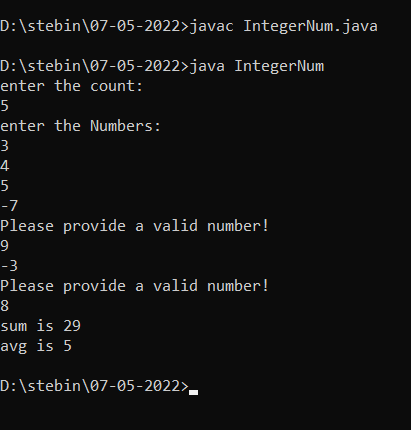 D:\stebin\07-05-2022>javac IntegerNum.java
D:\stebin\07-05-2022>java IntegerNum
enter the count:
5
enter the Numbers:
3
4
5
-7
Please provide a valid number!
9
-3
Please provide a valid number!
8
sum is 29
avg is 5
D:\stebin\07-05-2022>